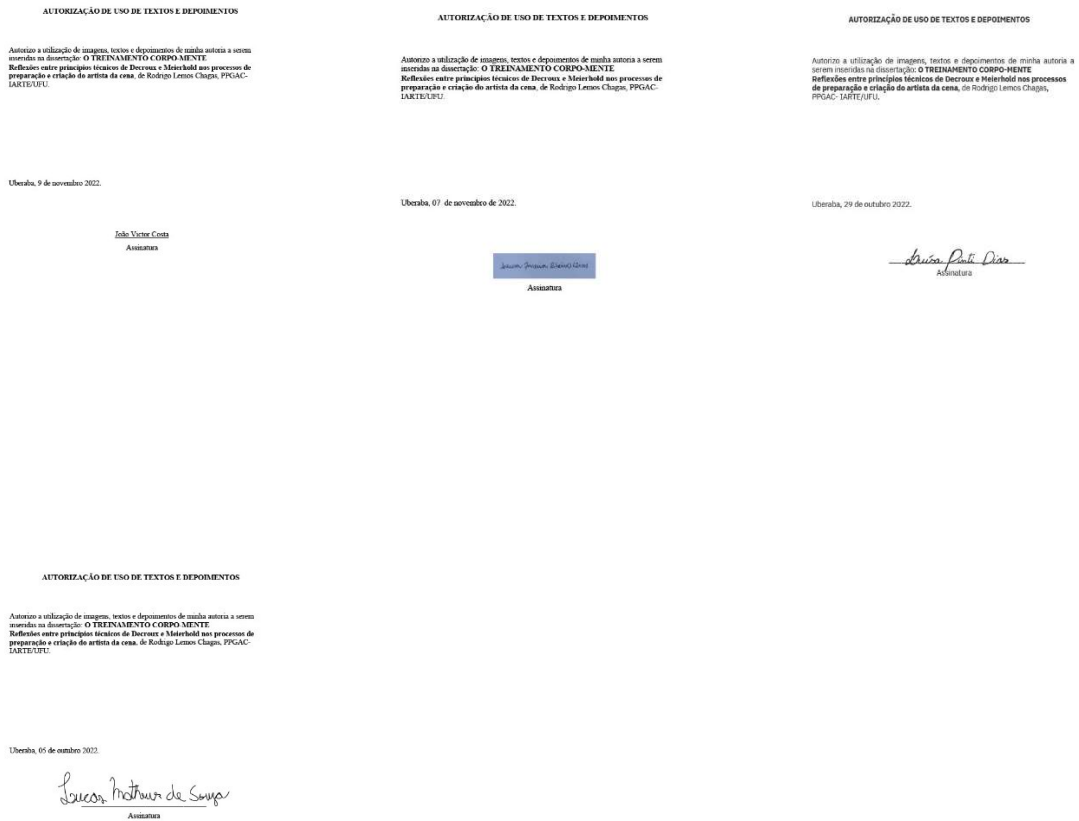 AUTORIZAÇÃO DE USO DE TEXTOS E DEPOIMENTOS
Autorizo a utilização de imagens, textos e depoimentos de minha autoria a serem
inseridas na dissertação: O TREINAMENTO CORPO-MENTE
Reflexões entre princípios técnicos de Decroux e Meierhold nos processos de
preparação e criação do artista da cena, de Rodrigo Lemos Chagas, PPGAC-
IARTE/UFU.
Uberaba, 9 de novembro 2022.
João Victor Costa
Assinatura
AUTORIZAÇÃO DE USO DE TEXTOS E DEPOIMENTOS
Autorizo a utilização de imagens, textos e depoimentos de minha autoria a serem
inseridas na dissertação: O TREINAMENTO CORPO-MENTE
Reflexões entre princípios técnicos de Decroux e Meierhold nos processos de
preparação e criação do artista da cena, de Rodrigo Lemos Chagas, PPGAC-
IARTE/UFU.
Uberaba, 07 de novembro de 2022.
Assinatura
AUTORIZAÇÃO DE USO DE TEXTOS E DEPOIMENTOS
Autorizo a utilização de imagens, textos e depoimentos de minha autoria a
serem inseridas na dissertação: O TREINAMENTO CORPO-MENTE
Reflexões entre princípios técnicos de Decroux e Meierhold nos processos
de preparação e criação do artista da cena, de Rodrigo Lemos Chagas,
PPGAC- IARTE/UFU.
Uberaba, 29 de outubro 2022.
Luisa Pinti Dias
Assinatura
AUTORIZAÇÃO DE USO DE TEXTOS E DEPOIMENTOS
Autorizo a utilização de imagens, textos e depoimentos de minha autoria a serem
inseridas na dissertação: O TREINAMENTO CORPO-MENTE
Reflexões entre princípios técnicos de Decroux e Meierhold nos processos de
preparação e criação do artista da cena, de Rodrigo Lemos Chagas, PPGAC-
IARTE/UFU.
Uberaba, 05 de outubro 2022.
Lucas Matheus de Souza
Assinatura